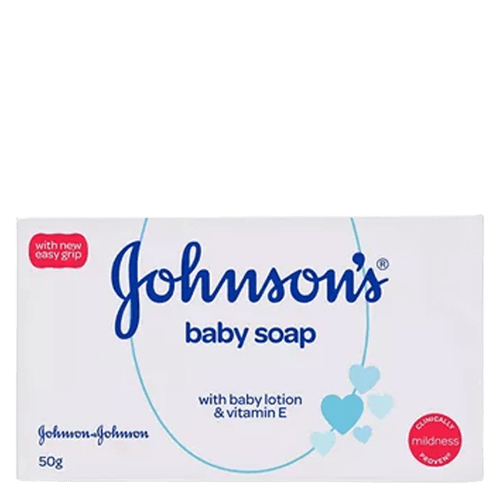 with new
easy grip
Johnson's®
baby soap
with baby lotion
& vitamin E
Johnson & Johnson
50g
CLINICALLY
mildness
PROVEN*